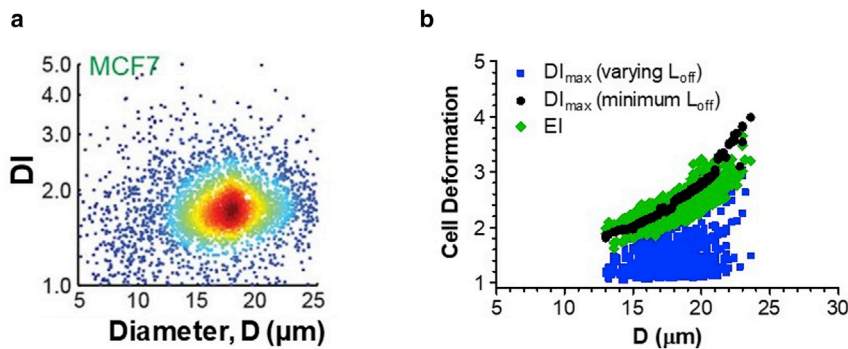 a
b
MCF7
5.0
4.0
3.0
2.0
1.0
DI
5 10 15 20 25
Diameter, D (μm)
5
4
3
2
1
Cell Deformation
DImax (varying Loff)
DImax (minimum Loff)
EI
5 10 15 20 25 30
D (μm)